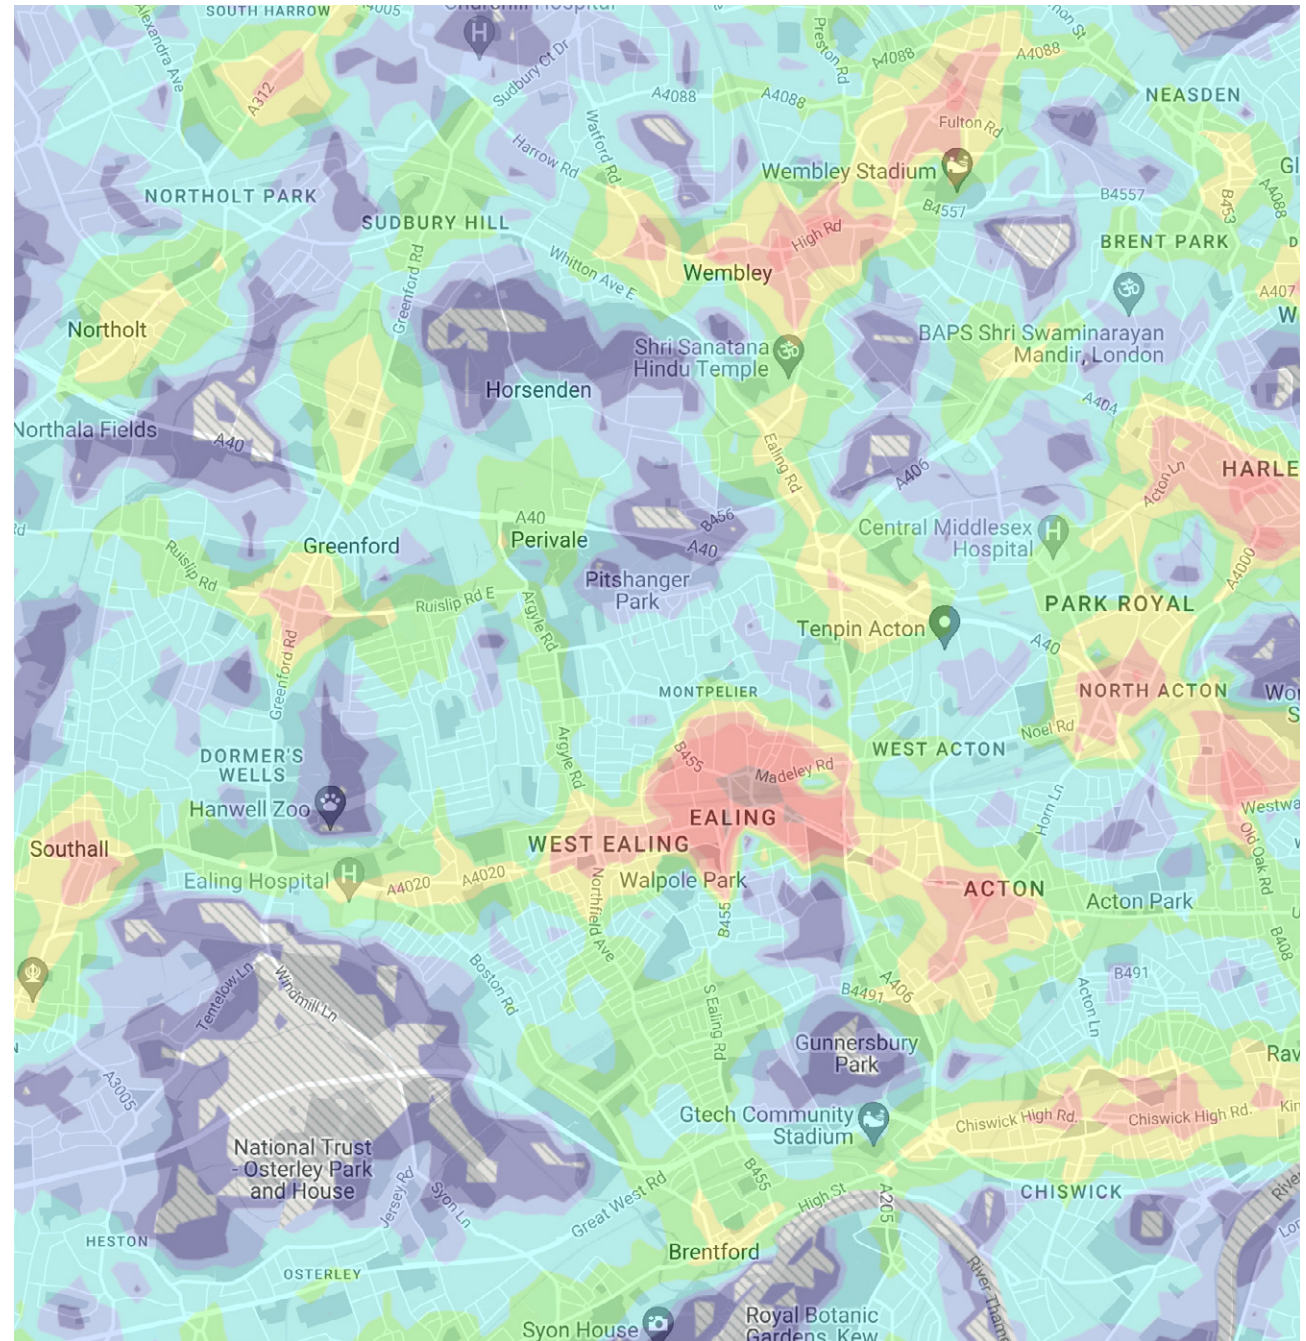 SOUTH HARROW
A4005
Churchill Hospital
Alexandra Ave
A312
Sudbury Ct Dr
Preston Rd
A4088
A4088
A4088
A4088
NEASDEN
Harrow Rd
Watford Rd
Fulton Rd
Wembley Stadium
B4557
B4557
B453
A4088
NORTHOLT PARK
SUDBURY HILL
High Rd
BRENT PARK
Greenford Rd
Whitton Ave E
Wembley
A407
Northolt
BAPS Shri Swaminarayan
Mandir, London
Shri Sanatana
Hindu Temple
Horsenden
A404
Northala Fields
A40
Ealing Rd
A406
Acton Ln
HARLE
A40
B456
Central Middlesex
Hospital
Greenford
Perivale
A40
A4000
Ruislip Rd
Pitshanger
Park
Ruislip Rd E
Argyle Rd
PARK ROYAL
Tenpin Acton
A40
Greenford Rd
MONTPELIER
NORTH ACTON
Noel Rd
DORMER'S
WELLS
Argyle Rd
B455
Madeley Rd
WEST ACTON
Hanwell Zoo
EALING
Horn Ln
Westwa
Southall
WEST EALING
Old Oak Rd
Ealing Hospital
A4020
A4020
Walpole Park
ACTON
Acton Park
Northfield Ave
B455
B408
Tentelow Ln
Windmill Ln
Boston Rd
S Ealing Rd
B4491
A406
B491
Acton Ln
Gunnersbury
Park
Rav
A3005
Gtech Community
Stadium
Chiswick High Rd.
Chiswick High Rd.
Kin
National Trust
- Osterley Park
and House
Jersey Rd
Syon Ln
Great West Rd
B455
High St
A205
CHISWICK
River
HESTON
OSTERLEY
Brentford
River Tham
Syon House
Royal Botanic
Gardens, Kew